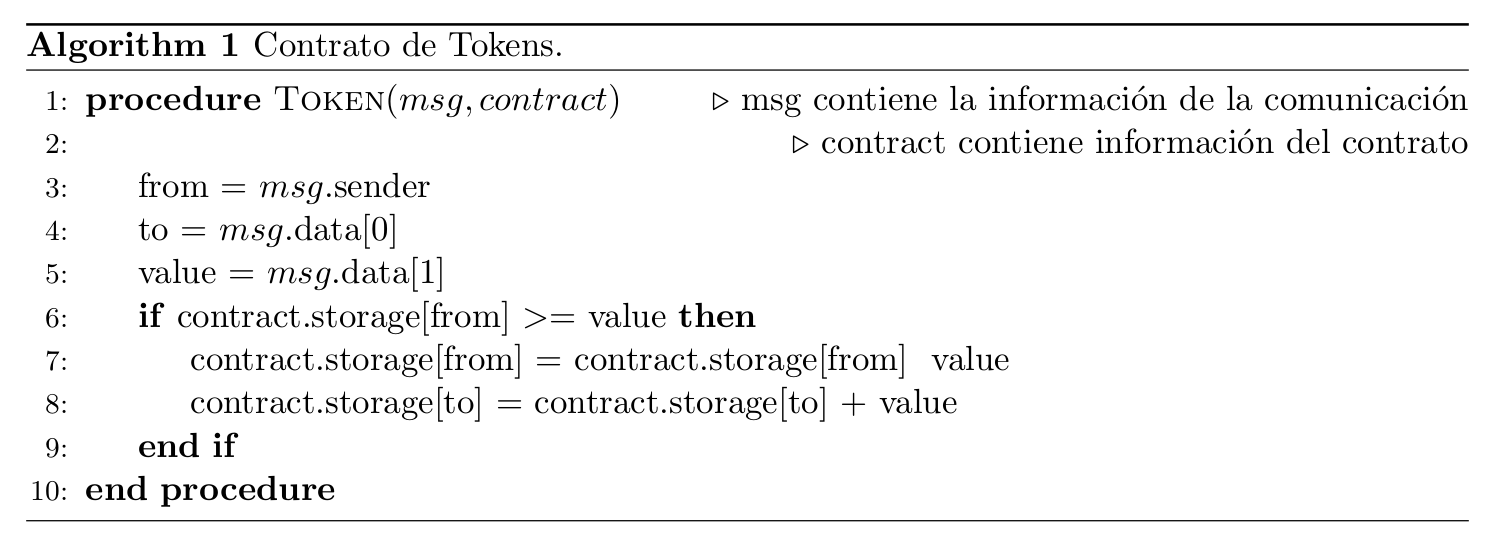 Algorithm 1 Contrato de Tokens.
1: procedure TOKEN(msg, contract) ▷ msg contiene la información de la comunicación
2: ▷ contract contiene información del contrato
3: from = msg.sender
4: to = msg.data[0]
5: value = msg.data[1]
6: if contract.storage[from] >= value then
7: contract.storage[from] = contract.storage[from]  value
8: contract.storage[to] = contract.storage[to] + value
9: end if
10: end procedure